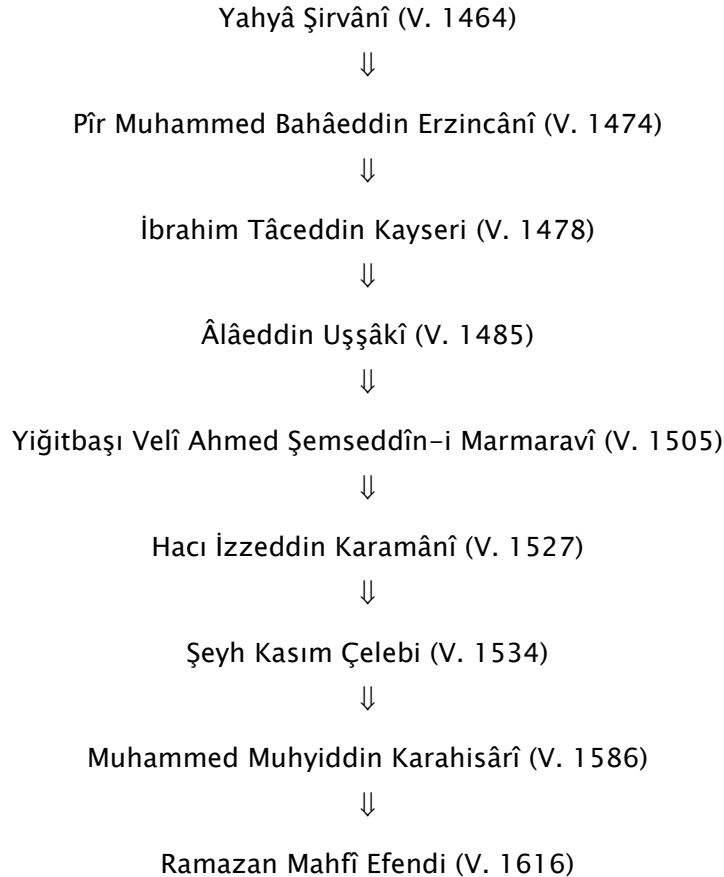 Yahyâ Şirvânî (V. 1464)
⇓
Pîr Muhammed Bahâeddin Erzincânî (V. 1474)
⇓
İbrahim Tâceddin Kayseri (V. 1478)
⇓
Âlâeddin Uşşâkî (V. 1485)
⇓
Yiğitbaşı Velî Ahmed Şemseddîn-i Marmaravî (V. 1505)
⇓
Hacı İzzeddin Karamânî (V. 1527)
⇓
Şeyh Kasım Çelebi (V. 1534)
⇓
Muhammed Muhyiddin Karahisârî (V. 1586)
⇓
Ramazan Mahfî Efendi (V. 1616)